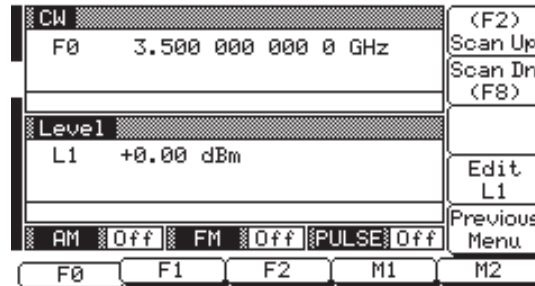 CW
F0 3.500 000 000 0 GHz
Level
L1 +0.00 dBm
AM Off FM Off PULSE Off
(F2)
Scan Up
Scan Dn
(F8)
Edit
L1
Previous
Menu
F0 F1 F2 M1 M2